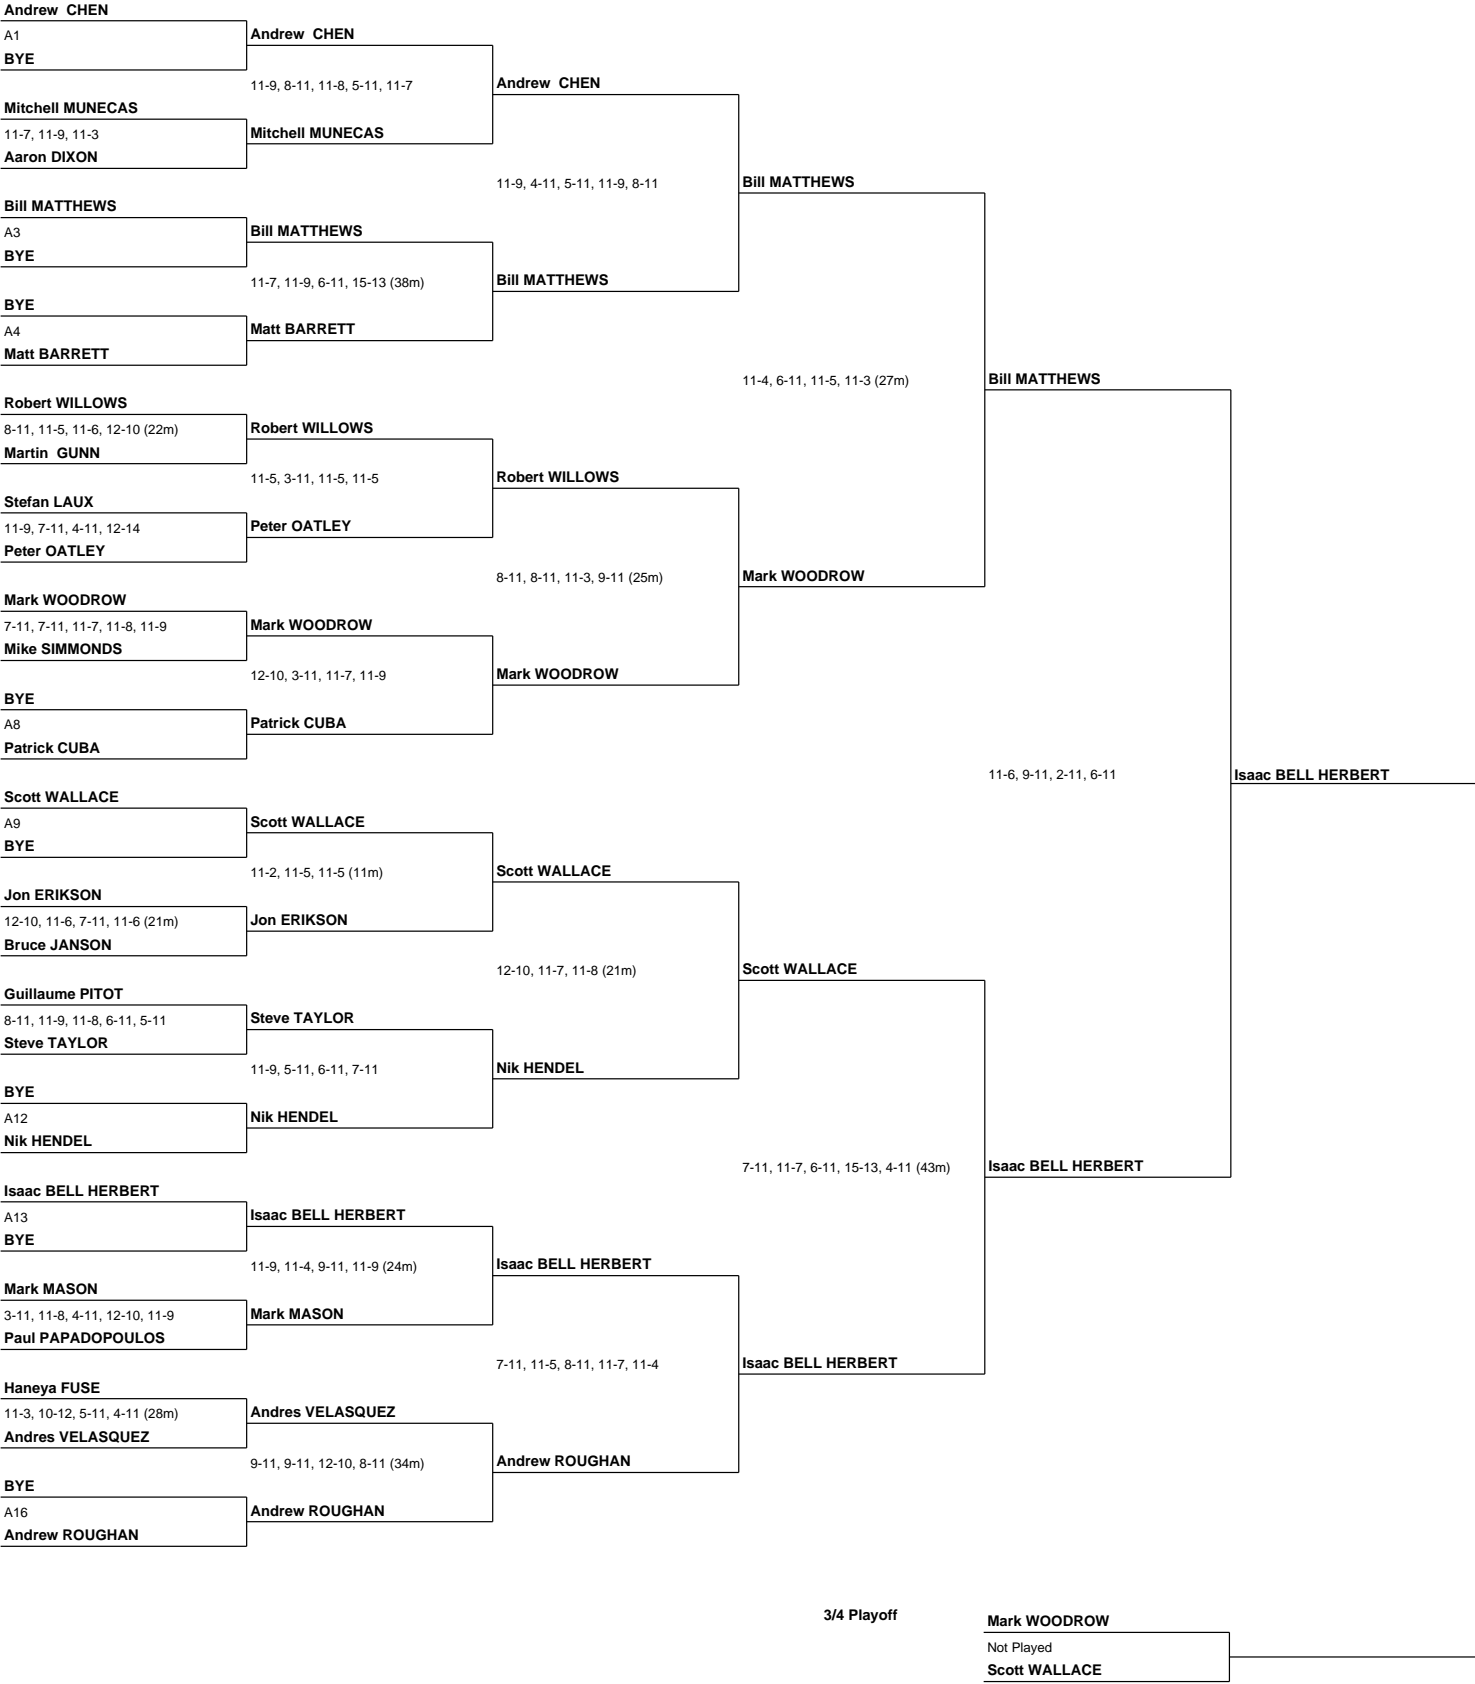 Andrew  CHEN
A1
BYE
Mitchell MUNECAS
11-7, 11-9, 11-3
Aaron DIXON
Bill MATTHEWS
A3
BYE
BYE
A4
Matt BARRETT
Robert WILLOWS
8-11, 11-5, 11-6, 12-10 (22m)
Martin  GUNN
Stefan LAUX
11-9, 7-11, 4-11, 12-14
Peter OATLEY
Mark WOODROW
7-11, 7-11, 11-7, 11-8, 11-9
Mike SIMMONDS
BYE
A8
Patrick CUBA
Scott WALLACE
A9
BYE
Jon ERIKSON
12-10, 11-6, 7-11, 11-6 (21m)
Bruce JANSON
Guillaume PITOT
8-11, 11-9, 11-8, 6-11, 5-11
Steve TAYLOR
BYE
A12
Nik HENDEL
Isaac BELL HERBERT
A13
BYE
Mark MASON
3-11, 11-8, 4-11, 12-10, 11-9
Paul PAPADOPOULOS
Haneya FUSE
11-3, 10-12, 5-11, 4-11 (28m)
Andres VELASQUEZ
BYE
A16
Andrew ROUGHAN
Andrew  CHEN
11-9, 8-11, 11-8, 5-11, 11-7
Mitchell MUNECAS
Bill MATTHEWS
11-7, 11-9, 6-11, 15-13 (38m)
Matt BARRETT
Robert WILLOWS
11-5, 3-11, 11-5, 11-5
Peter OATLEY
Mark WOODROW
12-10, 3-11, 11-7, 11-9
Patrick CUBA
Scott WALLACE
11-2, 11-5, 11-5 (11m)
Jon ERIKSON
Steve TAYLOR
11-9, 5-11, 6-11, 7-11
Nik HENDEL
Isaac BELL HERBERT
11-9, 11-4, 9-11, 11-9 (24m)
Mark MASON
Andres VELASQUEZ
9-11, 9-11, 12-10, 8-11 (34m)
Andrew ROUGHAN
Andrew  CHEN
11-9, 4-11, 5-11, 11-9, 8-11
Bill MATTHEWS
Robert WILLOWS
8-11, 8-11, 11-3, 9-11 (25m)
Mark WOODROW
Scott WALLACE
12-10, 11-7, 11-8 (21m)
Nik HENDEL
Isaac BELL HERBERT
7-11, 11-5, 8-11, 11-7, 11-4
Andrew ROUGHAN
Bill MATTHEWS
11-4, 6-11, 11-5, 11-3 (27m)
Mark WOODROW
Scott WALLACE
7-11, 11-7, 6-11, 15-13, 4-11 (43m)
Isaac BELL HERBERT
Bill MATTHEWS
11-6, 9-11, 2-11, 6-11
Isaac BELL HERBERT
Isaac BELL HERBERT
3/4 Playoff
Mark WOODROW
Not Played
Scott WALLACE